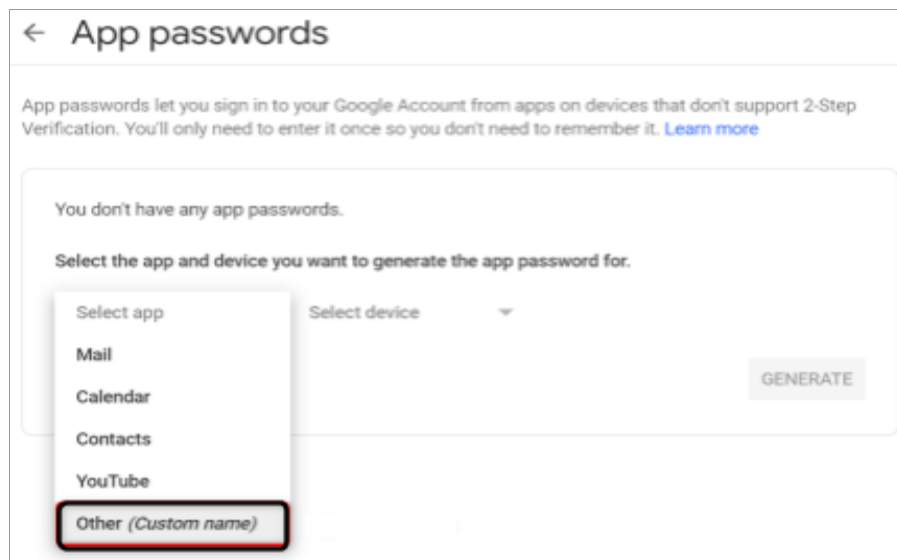 ← App passwords
App passwords let you sign in to your Google Account from apps on devices that don't support 2-Step
Verification. You'll only need to enter it once so you don't need to remember it. Learn more
You don't have any app passwords.
Select the app and device you want to generate the app password for.
Select app Select device
Mail
GENERATE
Calendar
Contacts
YouTube
Other (Custom name)